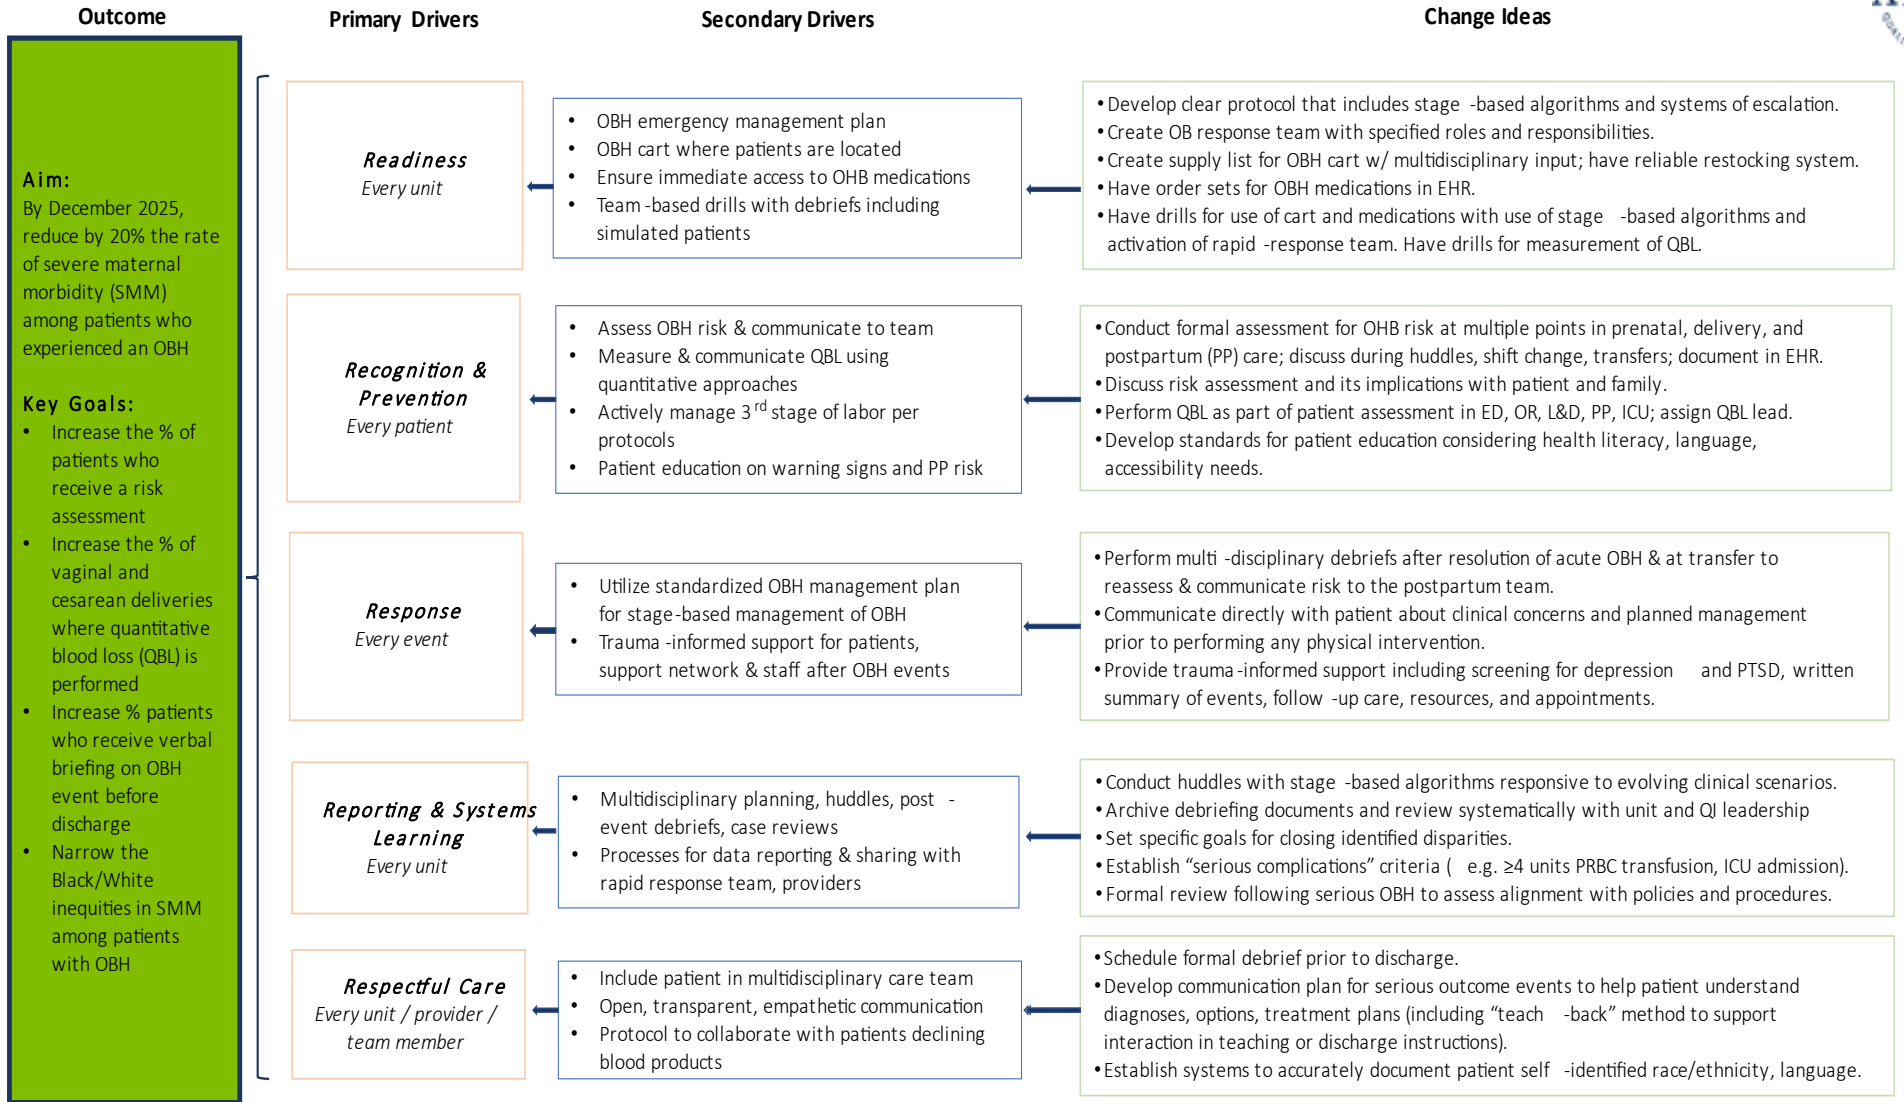 Outcome
Primary Drivers
Secondary Drivers
Change Ideas
Aim:
By December 2025,
reduce by 20% the rate
of severe maternal
morbidity (SMM)
among patients who
experienced an OBH
Key Goals:
• Increase the % of
patients who
receive a risk
assessment
• Increase the % of
vaginal and
cesarean deliveries
where quantitative
blood loss (QBL) is
performed
• Increase % patients
who receive verbal
briefing on OBH
event before
discharge
• Narrow the
Black/White
inequities in SMM
among patients
with OBH
Readiness
Every unit
• OBH emergency management plan
• OBH cart where patients are located
• Ensure immediate access to OHB medications
• Team -based drills with debriefs including
simulated patients
• Develop clear protocol that includes stage -based algorithms and systems of escalation.
• Create OB response team with specified roles and responsibilities.
• Create supply list for OBH cart w/ multidisciplinary input; have reliable restocking system.
• Have order sets for OBH medications in EHR.
• Have drills for use of cart and medications with use of stage -based algorithms and
activation of rapid -response team. Have drills for measurement of QBL.
Recognition &
Prevention
Every patient
• Assess OBH risk & communicate to team
• Measure & communicate QBL using
quantitative approaches
• Actively manage 3rd stage of labor per
protocols
• Patient education on warning signs and PP risk
• Conduct formal assessment for OHB risk at multiple points in prenatal, delivery, and
postpartum (PP) care; discuss during huddles, shift change, transfers; document in EHR.
• Discuss risk assessment and its implications with patient and family.
• Perform QBL as part of patient assessment in ED, OR, L&D, PP, ICU; assign QBL lead.
• Develop standards for patient education considering health literacy, language,
accessibility needs.
Response
Every event
• Utilize standardized OBH management plan
for stage-based management of OBH
• Trauma -informed support for patients,
support network & staff after OBH events
• Perform multi -disciplinary debriefs after resolution of acute OBH & at transfer to
reassess & communicate risk to the postpartum team.
• Communicate directly with patient about clinical concerns and planned management
prior to performing any physical intervention.
• Provide trauma -informed support including screening for depression and PTSD, written
summary of events, follow -up care, resources, and appointments.
Reporting & Systems
Learning
Every unit
• Multidisciplinary planning, huddles, post -
event debriefs, case reviews
• Processes for data reporting & sharing with
rapid response team, providers
• Conduct huddles with stage -based algorithms responsive to evolving clinical scenarios.
• Archive debriefing documents and review systematically with unit and QI leadership
• Set specific goals for closing identified disparities.
• Establish “serious complications” criteria ( e.g. ≥4 units PRBC transfusion, ICU admission).
• Formal review following serious OBH to assess alignment with policies and procedures.
Respectful Care
Every unit / provider /
team member
• Include patient in multidisciplinary care team
• Open, transparent, empathetic communication
• Protocol to collaborate with patients declining
blood products
• Schedule formal debrief prior to discharge.
• Develop communication plan for serious outcome events to help patient understand
diagnoses, options, treatment plans (including “teach -back” method to support
interaction in teaching or discharge instructions).
• Establish systems to accurately document patient self -identified race/ethnicity, language.